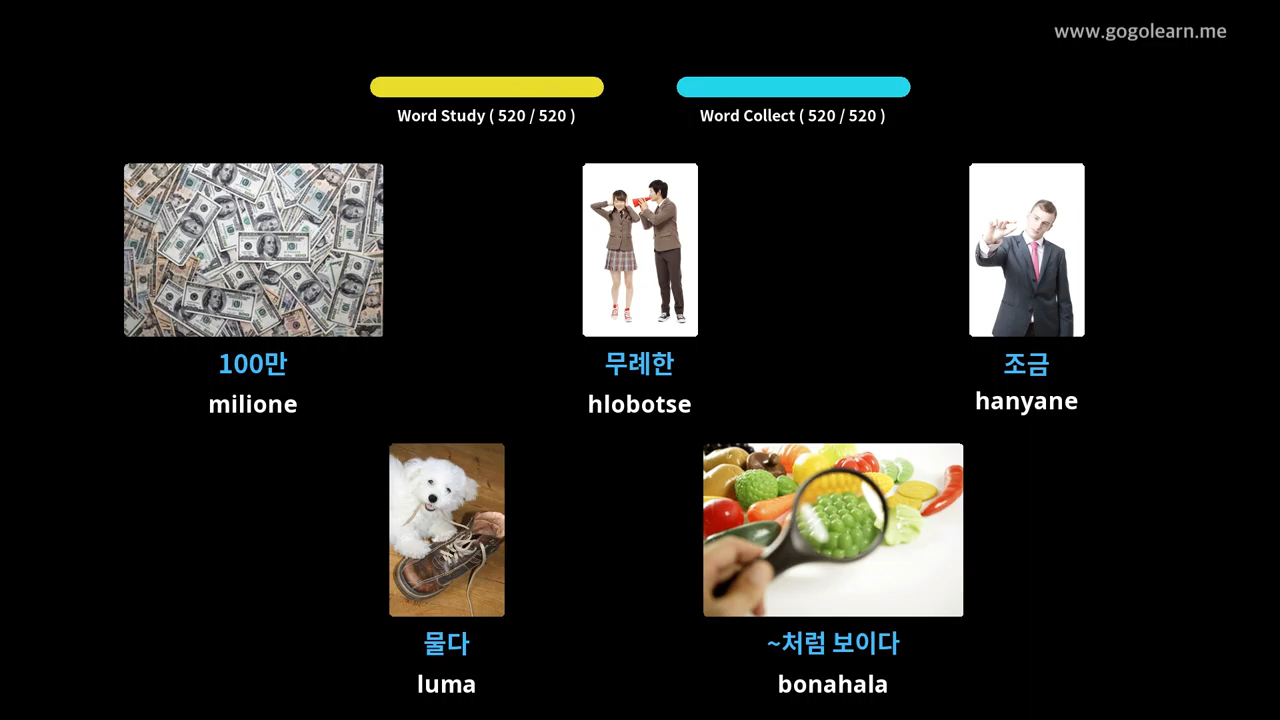 www.gogolearn.me
Word Study ( 520 / 520 )
Word Collect ( 520 / 520 )
100만
milione
무례한
hlobotse
조금
hanyane
물다
luma
~처럼 보이다
bonahala